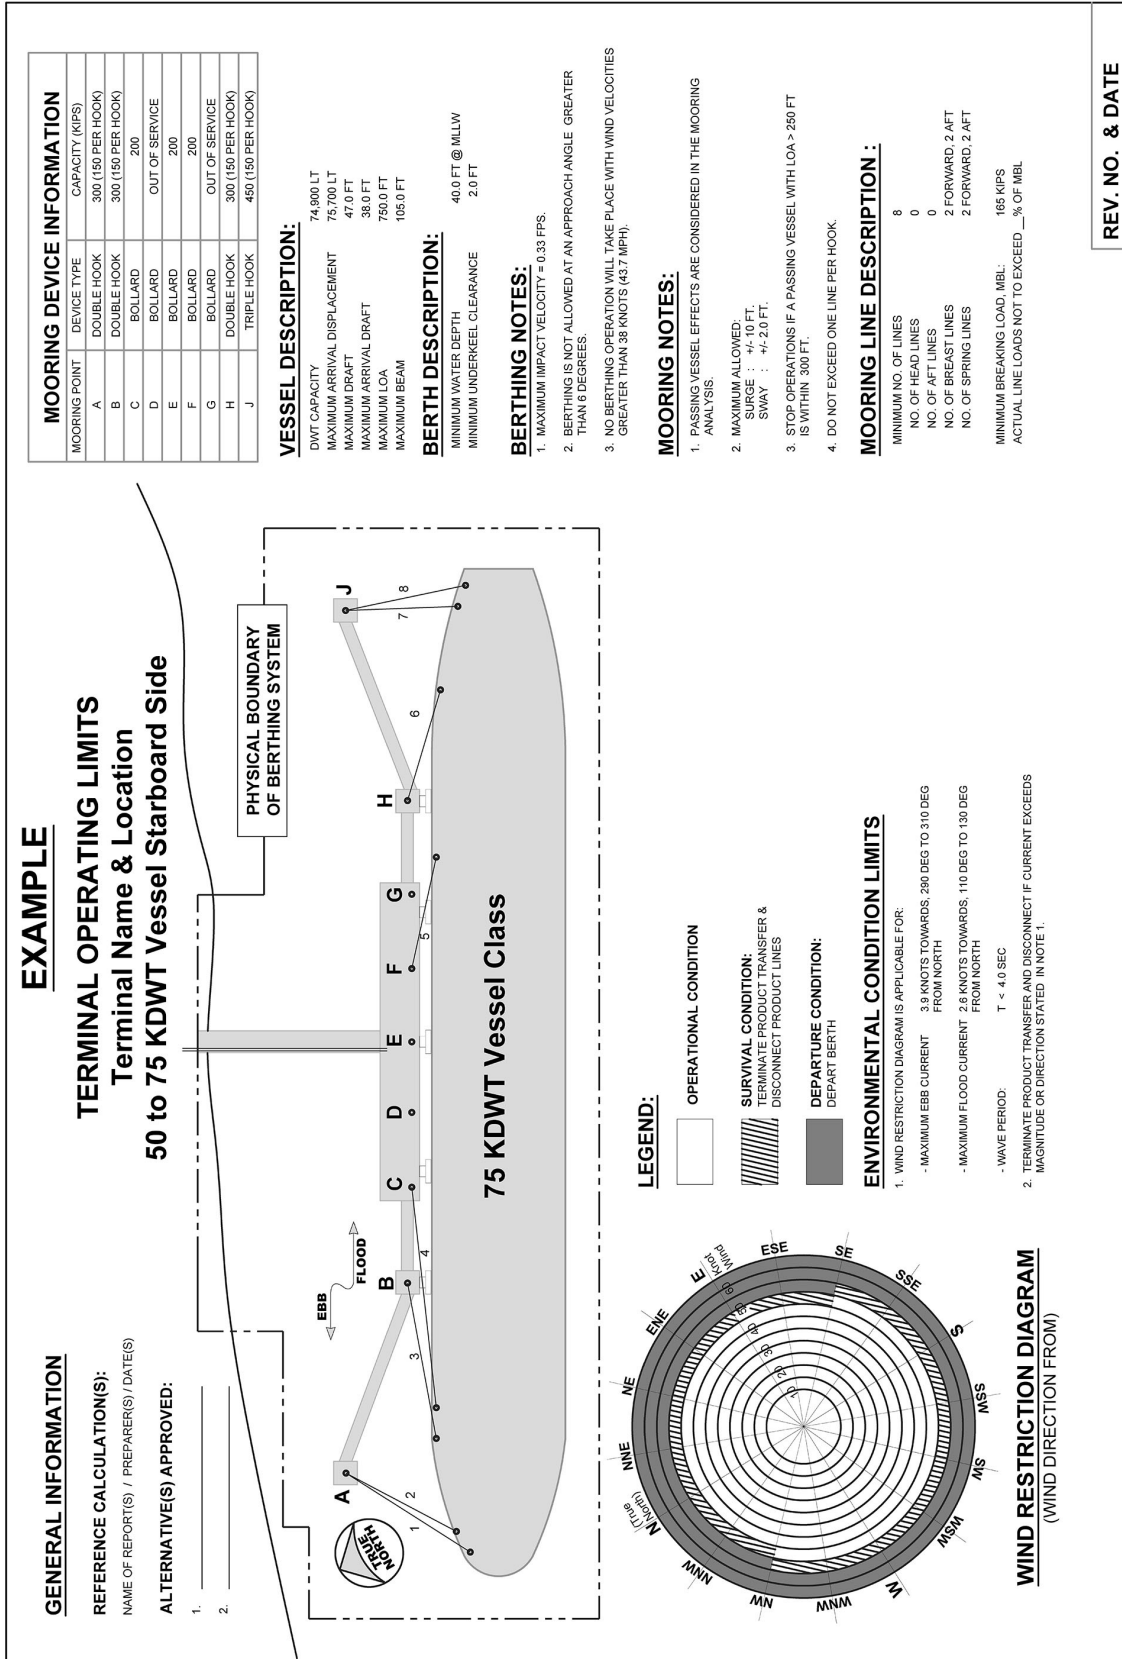 EXAMPLE
TERMINAL OPERATING LIMITS
Terminal Name & Location
50 to 75 KDWT Vessel Starboard Side
GENERAL INFORMATION
REFERENCE CALCULATION(S):
NAME OF REPORT(S) / PREPARER(S) / DATE(S)
ALTERNATIVE(S) APPROVED:
1.
2.
PHYSICAL BOUNDARY
OF BERTHING SYSTEM
EBB
FLOOD
TRUE
NORTH
A
B
C
D
E
F
G
H
J
1
2
3
4
5
6
7
8
75 KDWT Vessel Class
MOORING DEVICE INFORMATION
MOORING POINT DEVICE TYPE CAPACITY (KIPS)
A DOUBLE HOOK 300 (150 PER HOOK)
B DOUBLE HOOK 300 (150 PER HOOK)
C BOLLARD 200
D BOLLARD OUT OF SERVICE
E BOLLARD 200
F BOLLARD 200
G BOLLARD OUT OF SERVICE
H DOUBLE HOOK 300 (150 PER HOOK)
J TRIPLE HOOK 450 (150 PER HOOK)
VESSEL DESCRIPTION:
DWT CAPACITY 74,900 LT
MAXIMUM ARRIVAL DISPLACEMENT 75,700 LT
MAXIMUM DRAFT 47.0 FT
MAXIMUM ARRIVAL DRAFT 38.0 FT
MAXIMUM LOA 750.0 FT
MAXIMUM BEAM 105.0 FT
BERTH DESCRIPTION:
MINIMUM WATER DEPTH 40.0 FT @ MLLW
MINIMUM UNDERKEEL CLEARANCE 2.0 FT
BERTHING NOTES:
1. MAXIMUM IMPACT VELOCITY = 0.33 FPS.
2. BERTHING IS NOT ALLOWED AT AN APPROACH ANGLE GREATER
THAN 6 DEGREES.
3. NO BERTHING OPERATION WILL TAKE PLACE WITH WIND VELOCITIES
GREATER THAN 38 KNOTS (43.7 MPH).
MOORING NOTES:
1. PASSING VESSEL EFFECTS ARE CONSIDERED IN THE MOORING
ANALYSIS.
2. MAXIMUM ALLOWED:
SURGE : +/- 10 FT.
SWAY : +/- 2.0 FT.
3. STOP OPERATIONS IF A PASSING VESSEL WITH LOA > 250 FT
IS WITHIN 300 FT.
4. DO NOT EXCEED ONE LINE PER HOOK.
MOORING LINE DESCRIPTION :
MINIMUM NO. OF LINES 8
NO. OF HEAD LINES 0
NO. OF AFT LINES 0
NO. OF BREAST LINES 2 FORWARD, 2 AFT
NO. OF SPRING LINES 2 FORWARD, 2 AFT
MINIMUM BREAKING LOAD, MBL: 165 KIPS
ACTUAL LINE LOADS NOT TO EXCEED __% OF MBL
WIND RESTRICTION DIAGRAM
(WIND DIRECTION FROM)
(True
North)
N
NNE
NE
ENE
E
ESE
SE
SSE
S
SSW
SW
WSW
W
WNW
NW
NNW
10
20
30
40
50
60
Knot
Wind
LEGEND:
OPERATIONAL CONDITION
SURVIVAL CONDITION:
TERMINATE PRODUCT TRANSFER &
DISCONNECT PRODUCT LINES
DEPARTURE CONDITION:
DEPART BERTH
ENVIRONMENTAL CONDITION LIMITS
1. WIND RESTRICTION DIAGRAM IS APPLICABLE FOR:
- MAXIMUM EBB CURRENT 3.9 KNOTS TOWARDS, 290 DEG TO 310 DEG
FROM NORTH
- MAXIMUM FLOOD CURRENT 2.6 KNOTS TOWARDS, 110 DEG TO 130 DEG
FROM NORTH
- WAVE PERIOD: T < 4.0 SEC
2. TERMINATE PRODUCT TRANSFER AND DISCONNECT IF CURRENT EXCEEDS
MAGNITUDE OR DIRECTION STATED IN NOTE 1.
REV. NO. & DATE